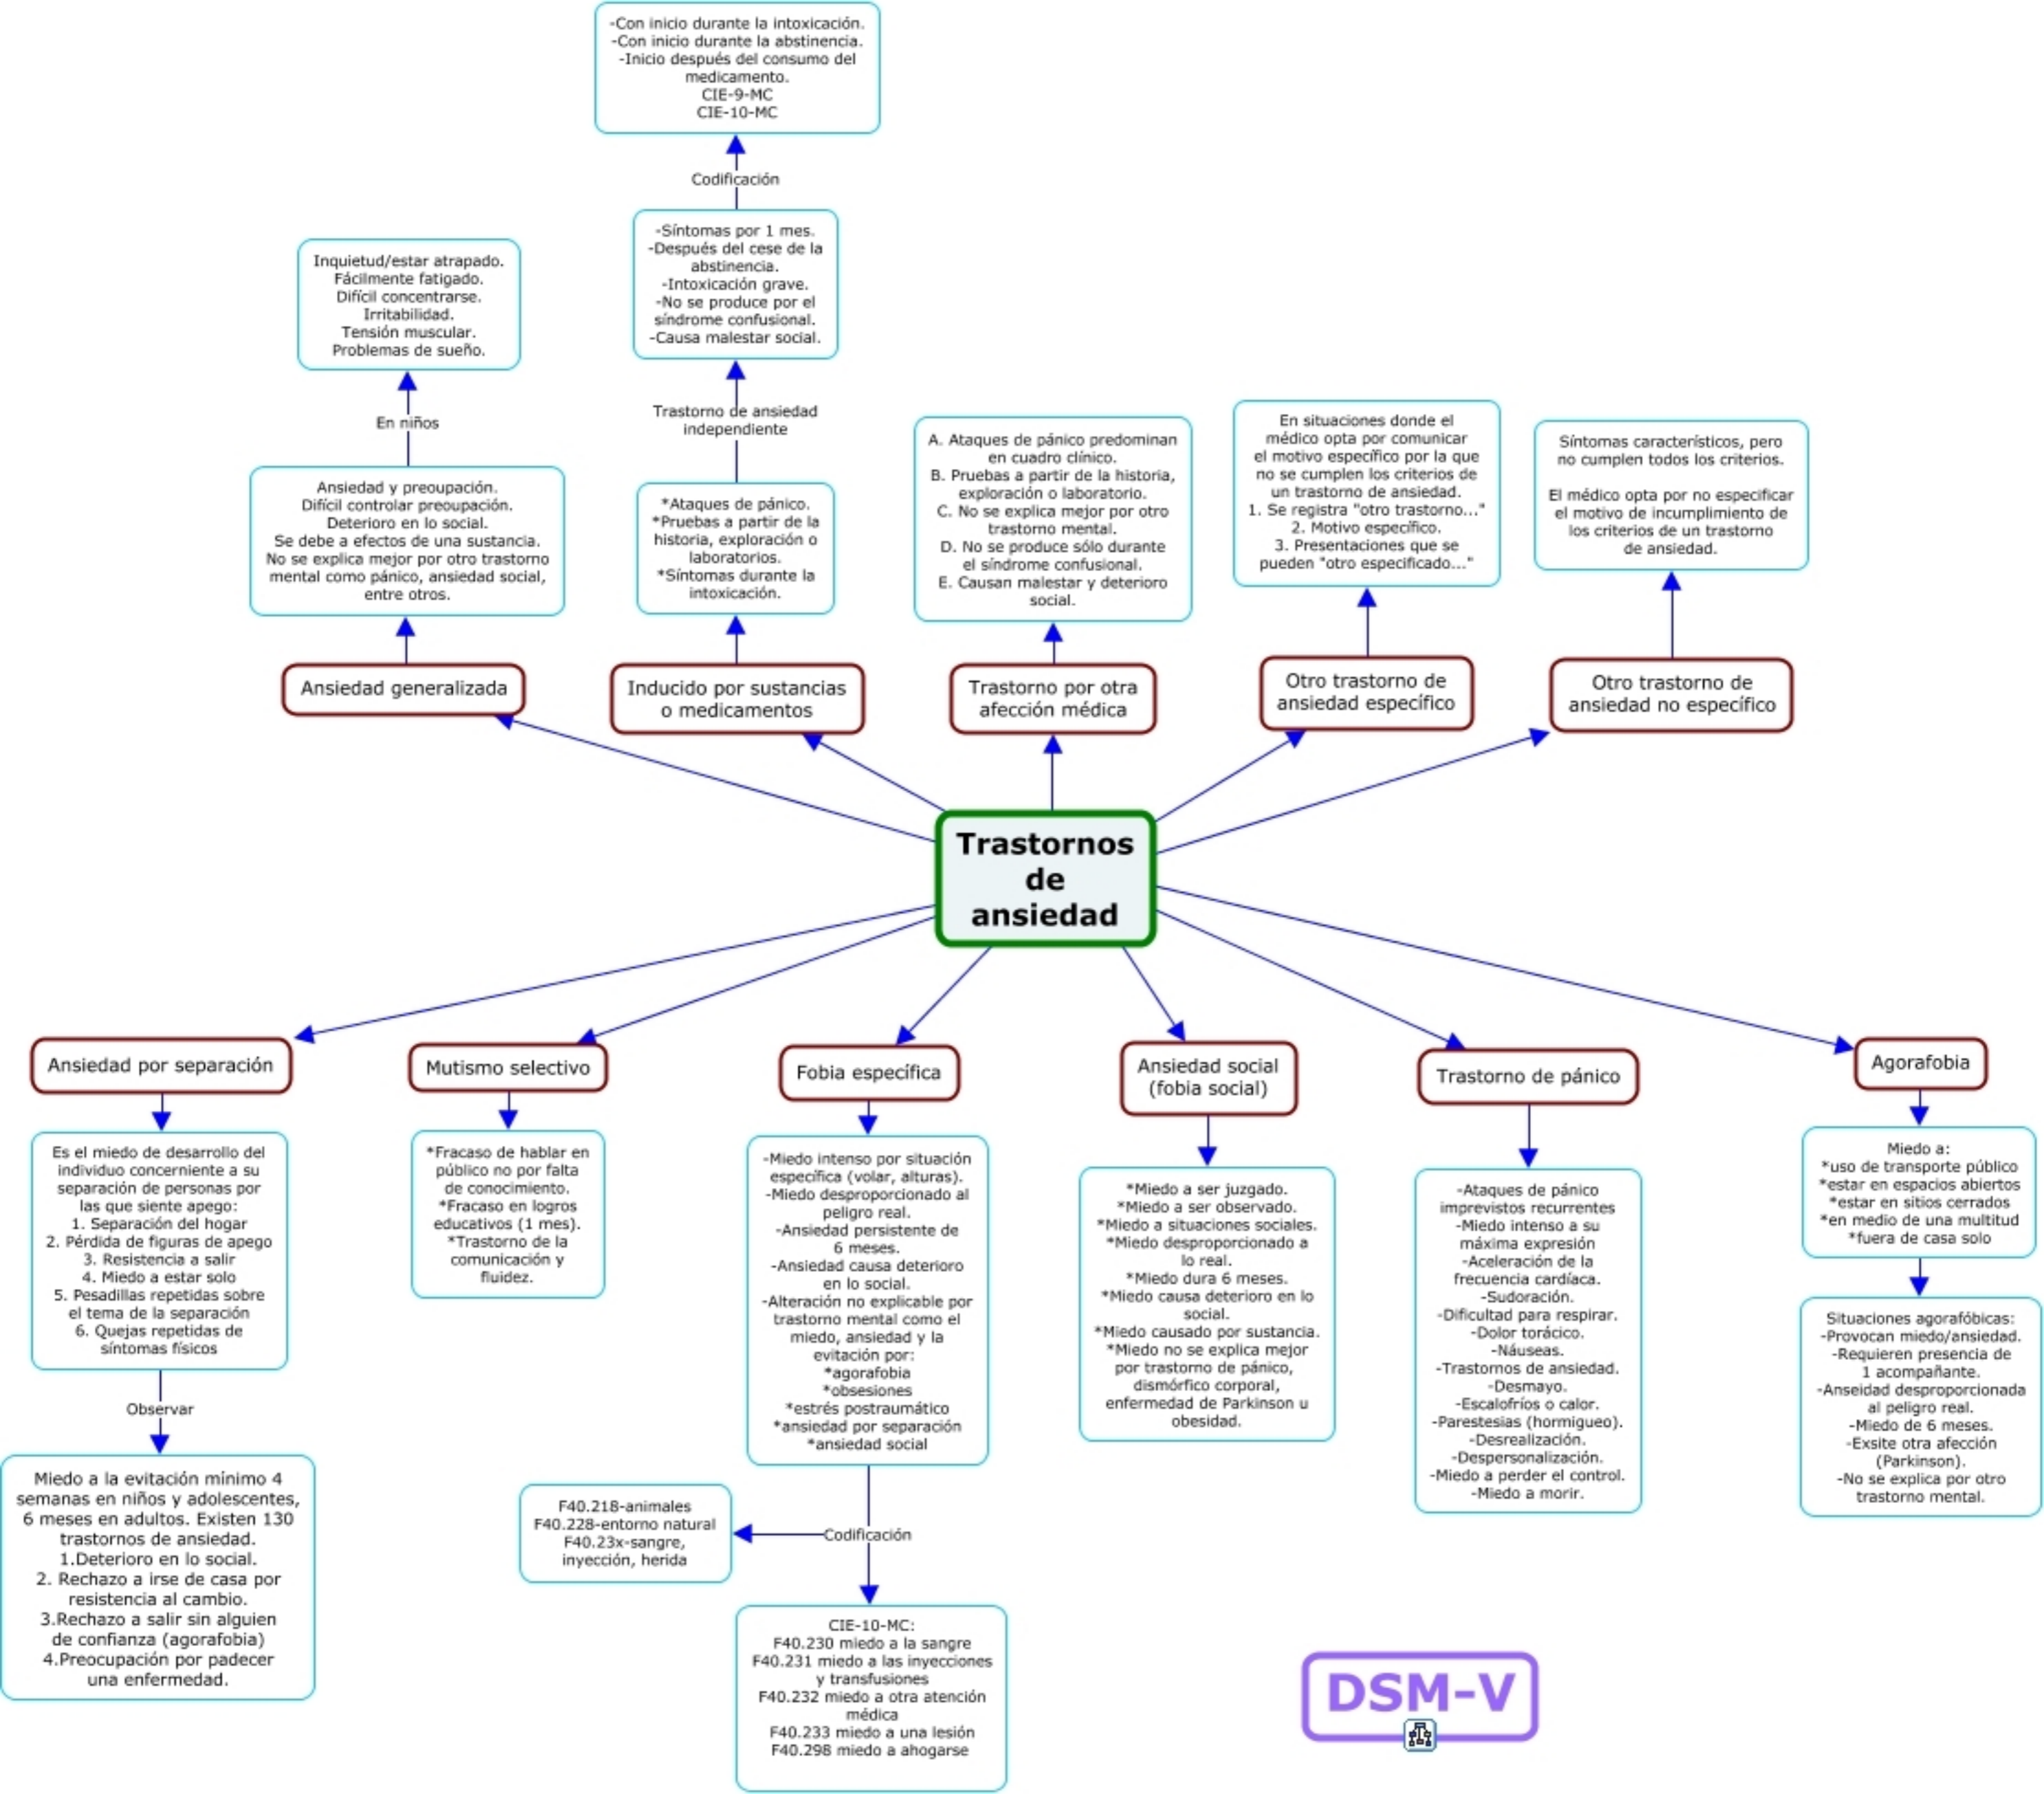 -Con inicio durante la intoxicación.
-Con inicio durante la abstinencia.
-Inicio después del consumo del
medicamento.
CIE-9-MC
CIE-10-MC
Codificación
-Síntomas por 1 mes.
-Después del cese de la
abstinencia.
-Intoxicación grave.
-No se produce por el
síndrome confusional.
-Causa malestar social.
Trastorno de ansiedad
independiente
*Ataques de pánico.
*Pruebas a partir de la
historia, exploración o
laboratorios.
*Síntomas durante la
intoxicación.
Inducido por sustancias
o medicamentos
Inquietud/estar atrapado.
Fácilmente fatigado.
Difícil concentrarse.
Irritabilidad.
Tensión muscular.
Problemas de sueño.
En niños
Ansiedad y preoupación.
Difícil controlar preocupación.
Deterioro en lo social.
Se debe a efectos de una sustancia.
No se explica mejor por otro trastorno
mental como pánico, ansiedad social,
entre otros.
Ansiedad generalizada
A. Ataques de pánico predominan
en cuadro clínico.
B. Pruebas a partir de la historia,
exploración o laboratorio.
C. No se explica mejor por otro
trastorno mental.
D. No se produce sólo durante
el síndrome confusional.
E. Causan malestar y deterioro
social.
Trastorno por otra
afección médica
En situaciones donde el
médico opta por comunicar
el motivo específico por la que
no se cumplen los criterios de
un trastorno de ansiedad.
1. Se registra "otro trastorno..."
2. Motivo específico.
3. Presentaciones que se
pueden "otro especificado..."
Otro trastorno de
ansiedad específico
Síntomas característicos, pero
no cumplen todos los criterios.
El médico opta por no especificar
el motivo de incumplimiento de
los criterios de un trastorno
de ansiedad.
Otro trastorno de
ansiedad no específico
Trastornos
de
ansiedad
Ansiedad por separación
Es el miedo de desarrollo del
individuo concerniente a su
separación de personas por
las que siente apego:
1. Separación del hogar
2. Pérdida de figuras de apego
3. Resistencia a salir
4. Miedo a estar solo
5. Pesadillas repetidas sobre
el tema de la separación
6. Quejas repetidas de
síntomas físicos
Observar
Miedo a la evitación mínimo 4
semanas en niños y adolescentes,
6 meses en adultos. Existen 130
trastornos de ansiedad.
1.Deterioro en lo social.
2. Rechazo a irse de casa por
resistencia al cambio.
3.Rechazo a salir sin alguien
de confianza (agorafobia)
4.Preocupación por padecer
una enfermedad.
Mutismo selectivo
*Fracaso de hablar en
público no por falta
de conocimiento.
*Fracaso en logros
educativos (1 mes).
*Trastorno de la
comunicación y
fluidez.
Fobia específica
-Miedo intenso por situación
específica (volar, alturas).
-Miedo desproporcionado al
peligro real.
-Ansiedad persistente de
6 meses.
-Ansiedad causa deterioro
en lo social.
-Alteración no explicable por
trastorno mental como el
miedo, ansiedad y la
evitación por:
*agorafobia
*obsesiones
*estrés postraumático
*ansiedad por separación
*ansiedad social
Codificación
F40.218-animales
F40.228-entorno natural
F40.23x-sangre,
inyección, herida
CIE-10-MC:
F40.230 miedo a la sangre
F40.231 miedo a las inyecciones
y transfusiones
F40.232 miedo a otra atención
médica
F40.233 miedo a una lesión
F40.298 miedo a ahogarse
Ansiedad social
(fobia social)
*Miedo a ser juzgado.
*Miedo a ser observado.
*Miedo a situaciones sociales.
*Miedo desproporcionado a
lo real.
*Miedo dura 6 meses.
*Miedo causa deterioro en lo
social.
*Miedo causado por sustancia.
*Miedo no se explica mejor
por trastorno de pánico,
dismórfico corporal,
enfermedad de Parkinson u
obesidad.
Trastorno de pánico
-Ataques de pánico
imprevistos recurrentes
-Miedo intenso a su
máxima expresión
-Aceleración de la
frecuencia cardíaca.
-Sudoración.
-Dificultad para respirar.
-Dolor torácico.
-Náuseas.
-Trastornos de ansiedad.
-Desmayo.
-Escalofríos o calor.
-Parestesias (hormigueo).
-Desrealización.
-Despersonalización.
-Miedo a perder el control.
-Miedo a morir.
Agorafobia
Miedo a:
*uso de transporte público
*estar en espacios abiertos
*estar en sitios cerrados
*en medio de una multitud
*fuera de casa solo
Situaciones agorafóbicas:
-Provocan miedo/ansiedad.
-Requieren presencia de
1 acompañante.
-Anseidad desproporcionada
al peligro real.
-Miedo de 6 meses.
-Exsite otra afección
(Parkinson).
-No se explica por otro
trastorno mental.
DSM-V